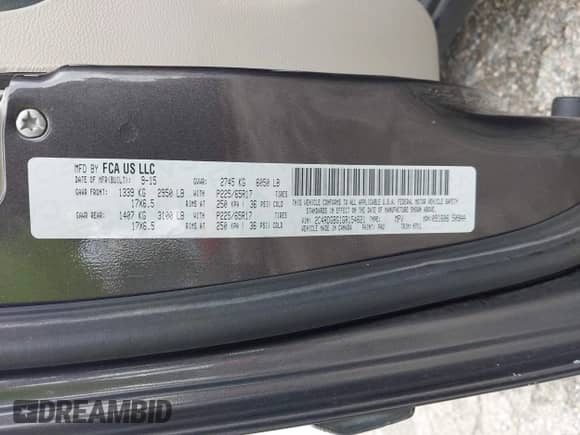 MFD BY FCA US LLC
DATE OF MFR(BUILT): 9-15 GVWR: 2745 KG 6050 LB
GAWR FRONT: 1339 KG 2950 LB P225/65R17 TIRES
17X6.5 RIMS AT: 250 KPA( 36 PSI) COLD
GAWR REAR: 1407 KG 3100 LB P225/65R17 TIRES
17X6.5 RIMS AT: 250 KPA( 36 PSI) COLD
THIS VEHICLE CONFORMS TO ALL APPLICABLE U.S.A. FEDERAL MOTOR VEHICLE SAFETY
STANDARDS IN EFFECT ON THE DATE OF MANUFACTURE SHOWN ABOVE.
TYPE: MPV
VEHICLE MADE IN CANADA PAINT: TRIM:
DREAMBID